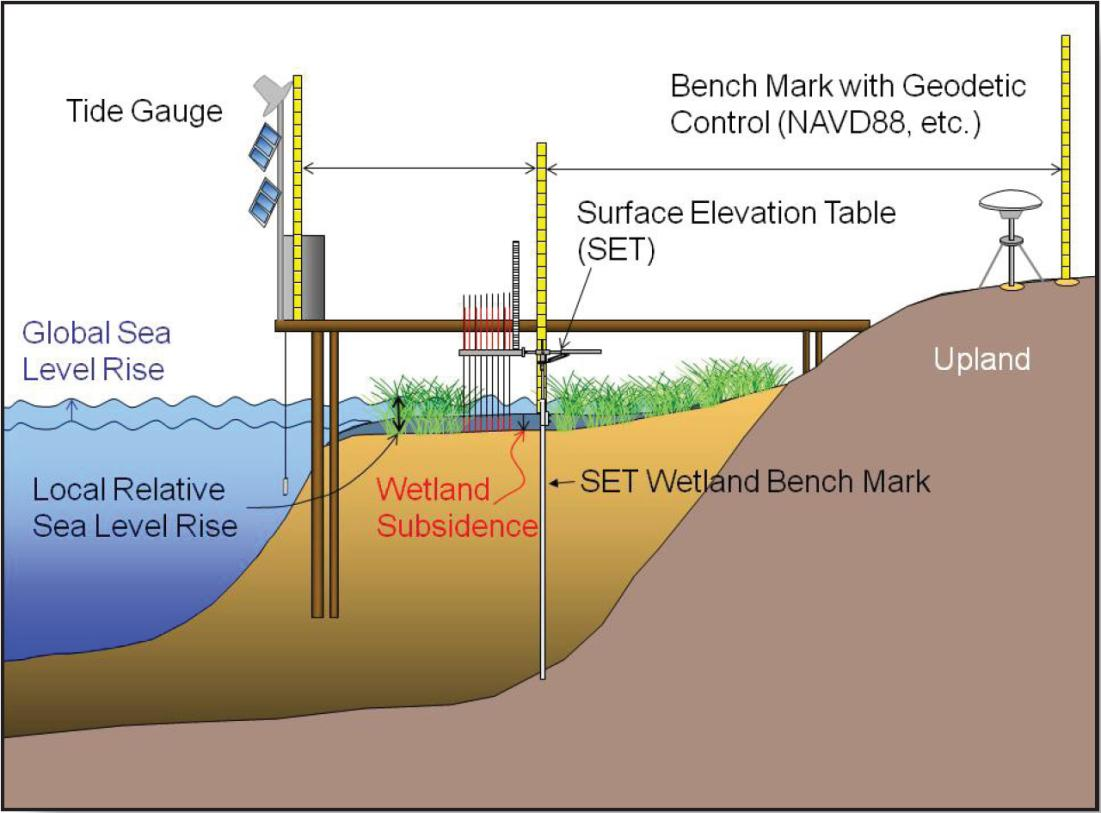 Tide Gauge
Bench Mark with Geodetic
Control (NAVD88, etc.)
Surface Elevation Table
(SET)
Global Sea
Level Rise
Upland
Local Relative
Sea Level Rise
Wetland
Subsidence
SET Wetland Bench Mark